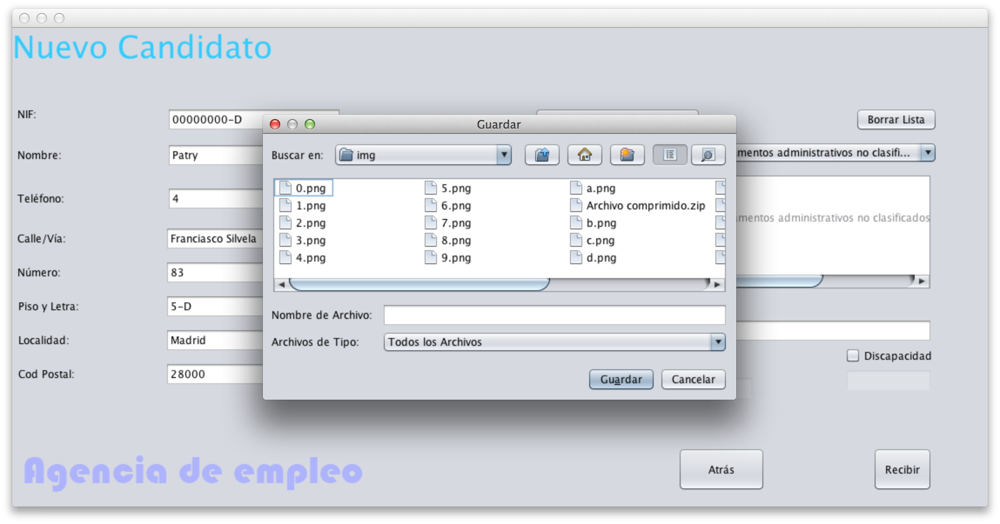 Nuevo Candidato
NIF:
00000000-D
Borrar Lista
Nombre:
Patry
administrativos no clasifi...
Teléfono:
4
administrativos no clasificados
Calle/Vía:
Franciasco Silvela
Número:
83
Piso y Letra:
5-D
Localidad:
Madrid
Discapacidad
Cod Postal:
28000
Guardar
Buscar en:
img
0.png
1.png
2.png
3.png
4.png
5.png
6.png
7.png
8.png
9.png
a.png
Archivo comprimido.zip
b.png
c.png
d.png
Nombre de Archivo:
Archivos de Tipo:
Todos los Archivos
Guardar
Cancelar
Agencia de empleo
Atrás
Recibir